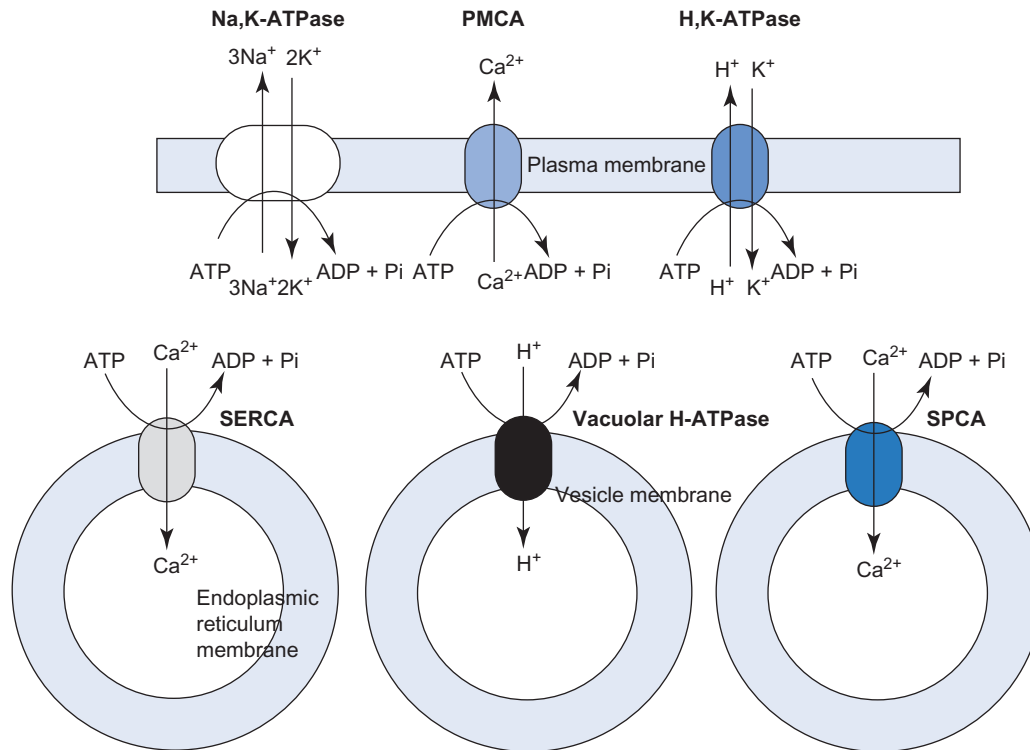 Na,K-ATPase PMCA H,K-ATPase
3Na⁺ 2K⁺ Ca²⁺ H⁺ K⁺
Plasma membrane
ATP 3Na⁺ 2K⁺ ADP + Pi ATP Ca²⁺ ADP + Pi ATP H⁺ K⁺ ADP + Pi
ATP Ca²⁺ ADP + Pi ATP H⁺ ADP + Pi ATP Ca²⁺ ADP + Pi
SERCA Vacuolar H-ATPase SPCA
Vesicle membrane
Ca²⁺ H⁺ Ca²⁺
Endoplasmic
reticulum
membrane